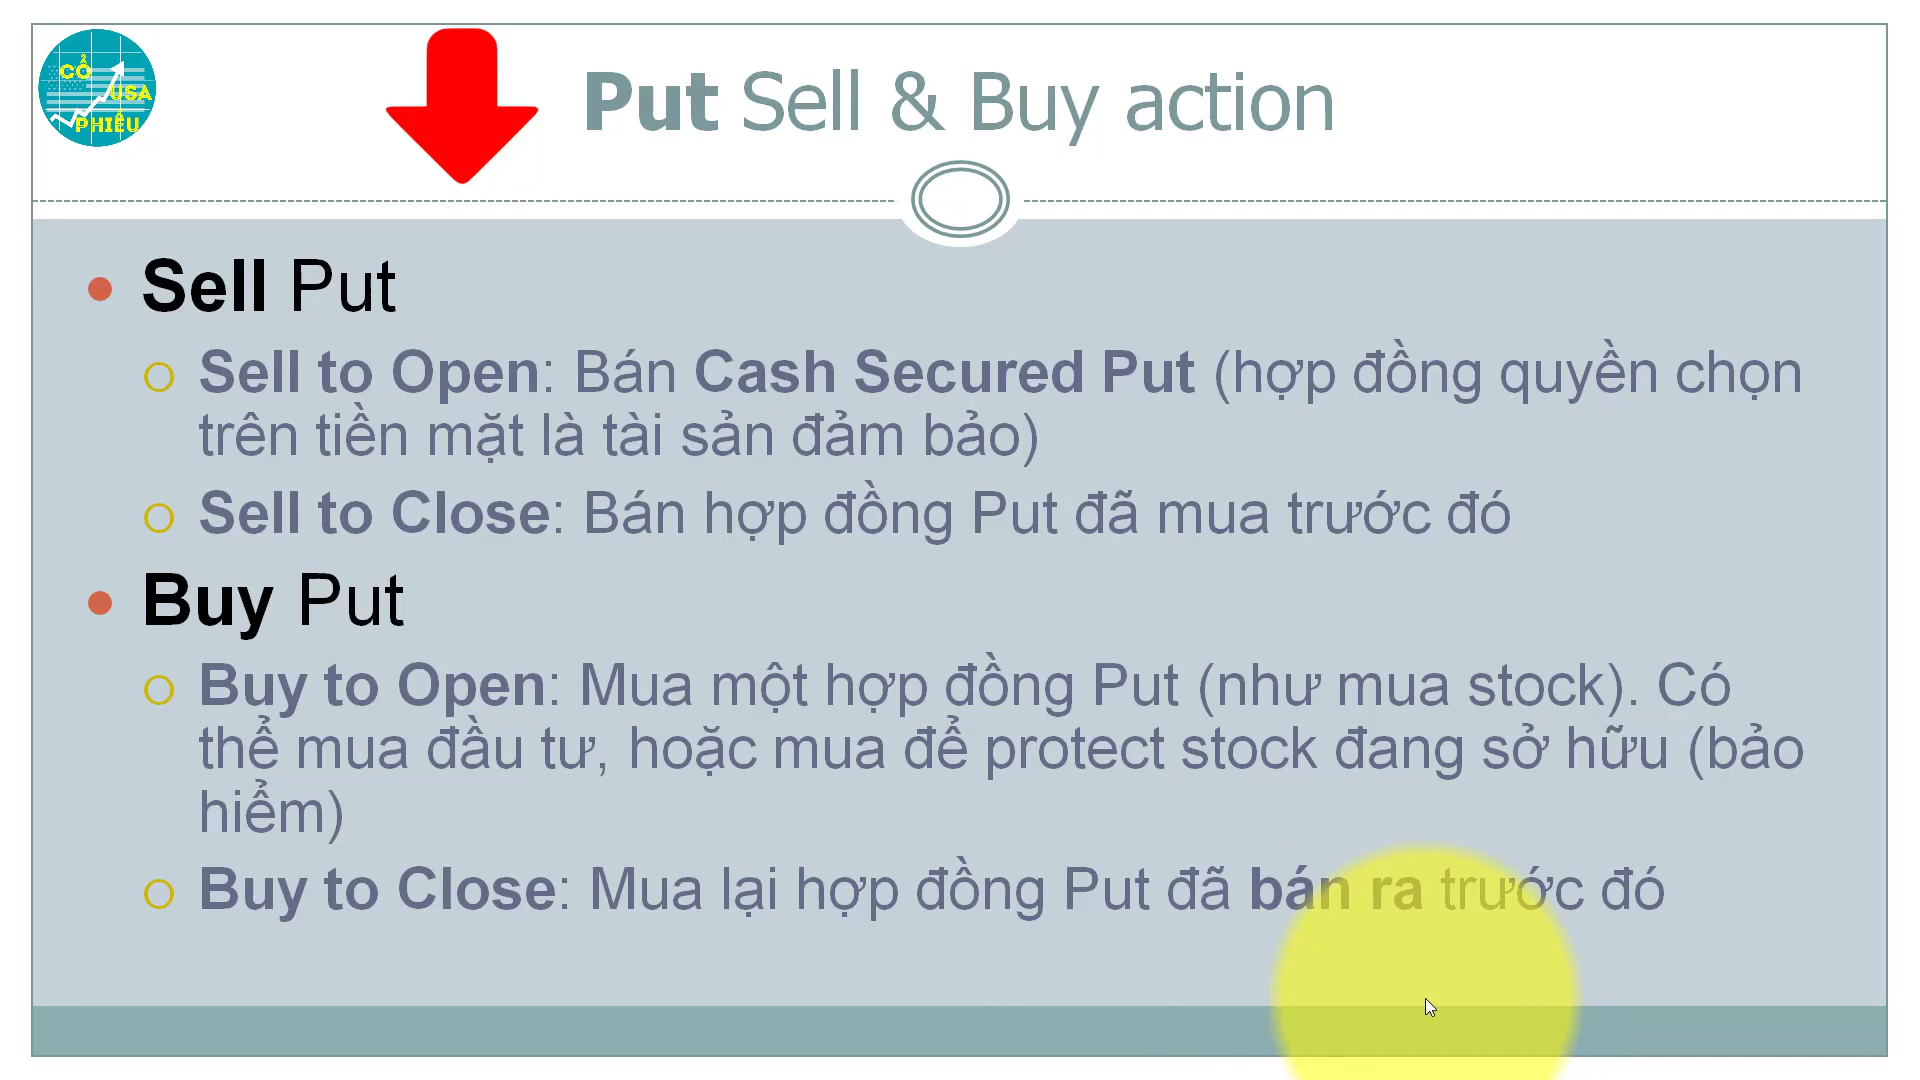 CỔ
USA
PHIẾU
Put Sell & Buy action
Sell Put
Sell to Open: Bán Cash Secured Put (hợp đồng quyền chọn
trên tiền mặt là tài sản đảm bảo)
Sell to Close: Bán hợp đồng Put đã mua trước đó
Buy Put
Buy to Open: Mua một hợp đồng Put (như mua stock). Có
thể mua đầu tư, hoặc mua để protect stock đang sở hữu (bảo
hiểm)
Buy to Close: Mua lại hợp đồng Put đã bán ra trước đó